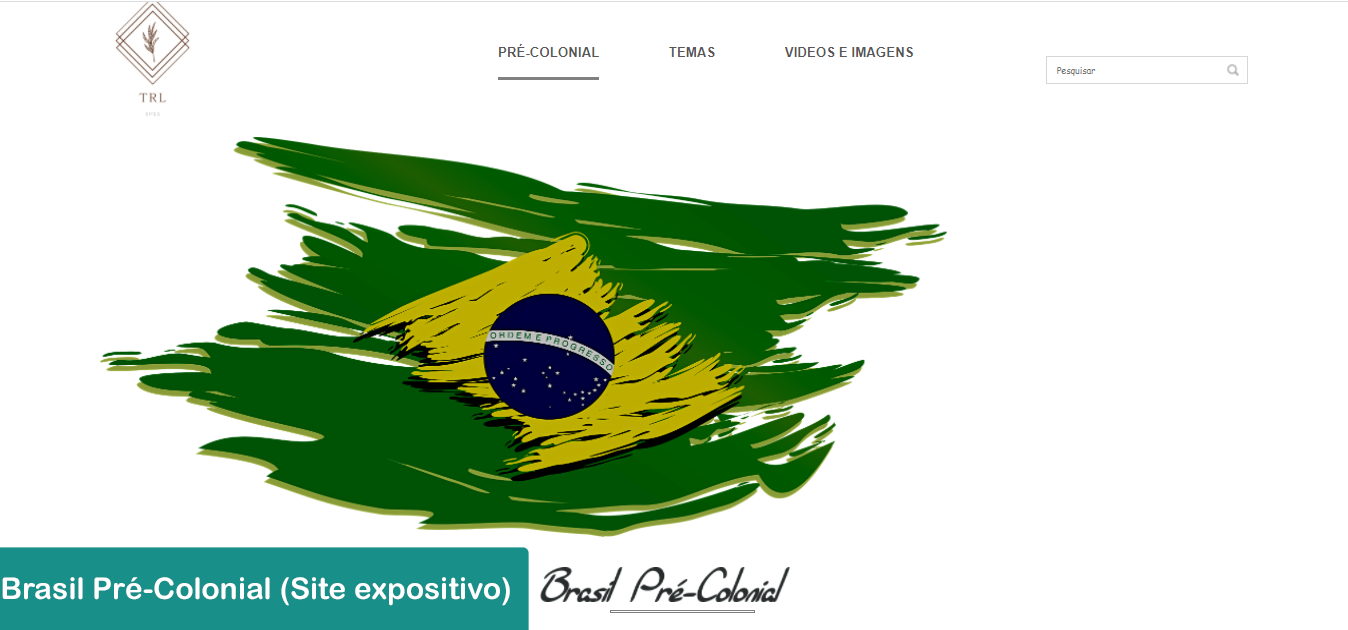 PRÉ-COLONIAL TEMAS VIDEOS E IMAGENS
Pesquisar
TRL
ORDEM E PROGRESSO
Brasil Pré-Colonial (Site expositivo)
Brasil Pré-Colonial